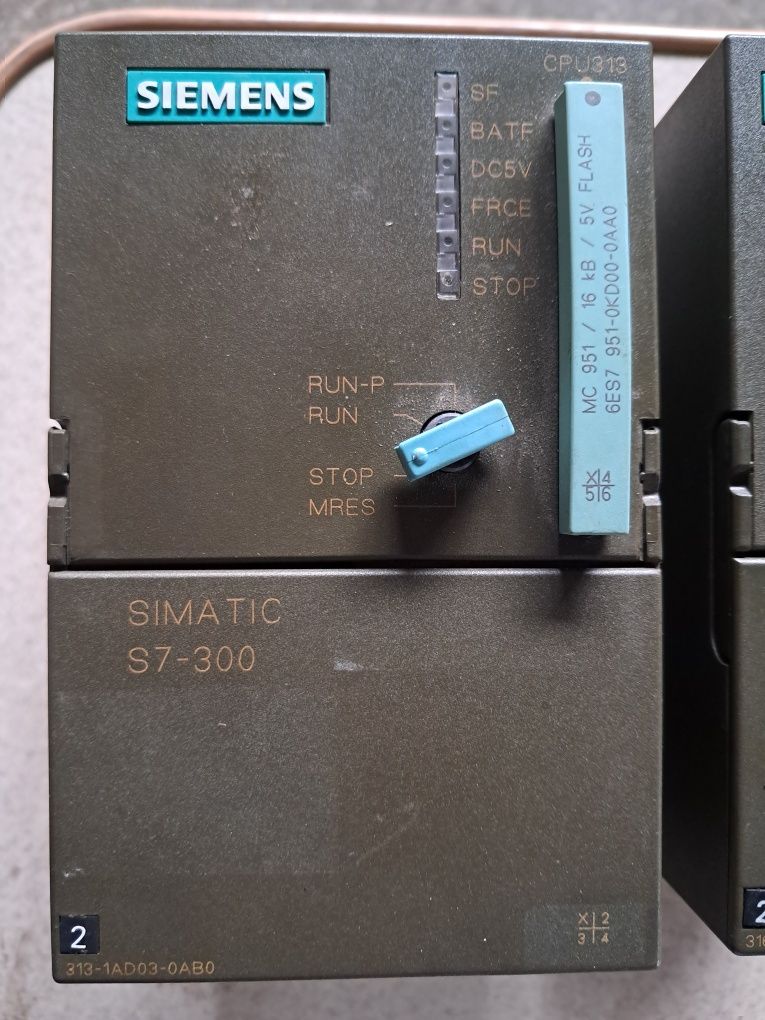 CPU313
SIEMENS
SF
BATF
DC5V
FRCE
RUN
STOP
MC 951 / 16 kB / 5V FLASH
6ES7 951-0KD00-0AA0
X 4
5 6
RUN-P
RUN
STOP
MRES
SIMATIC
S7-300
2
X 2
3 4
313-1AD03-0AB0
2